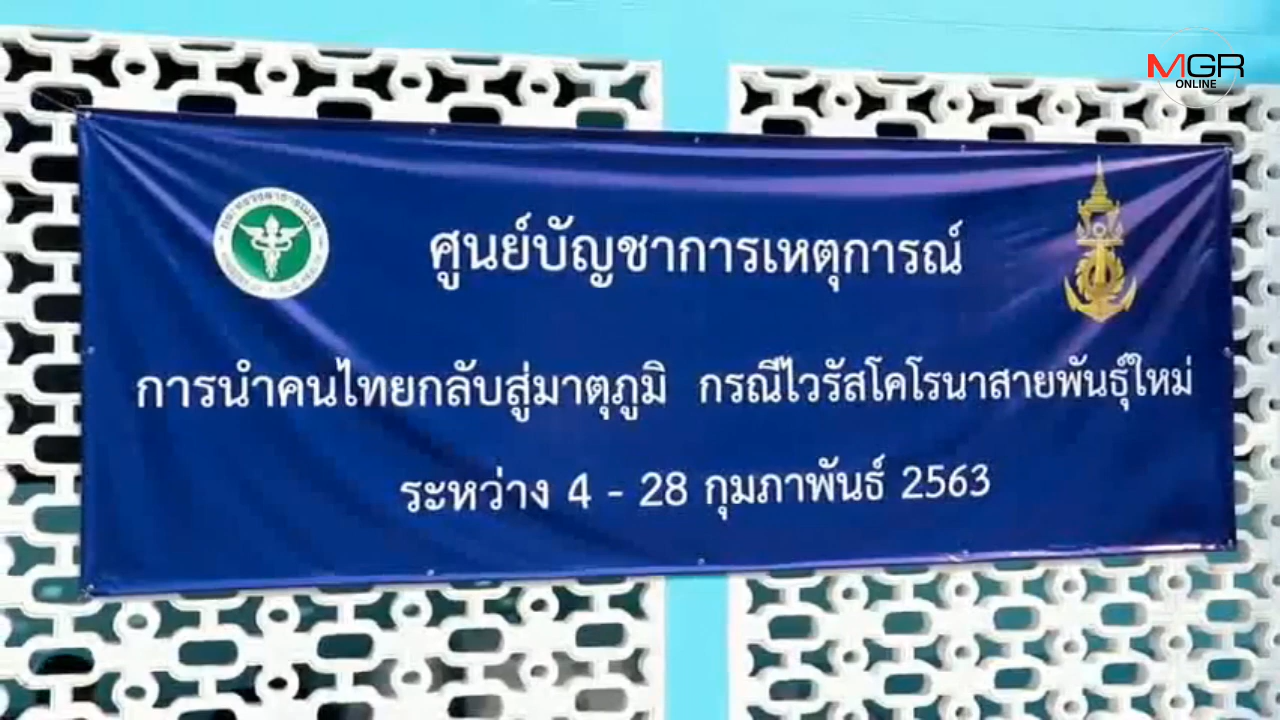 MGR
ONLINE
ศูนย์บัญชาการเหตุการณ์
การนำคนไทยกลับสู่มาตุภูมิ กรณีไวรัสโคโรนาสายพันธุ์ใหม่
ระหว่าง 4 - 28 กุมภาพันธ์ 2563